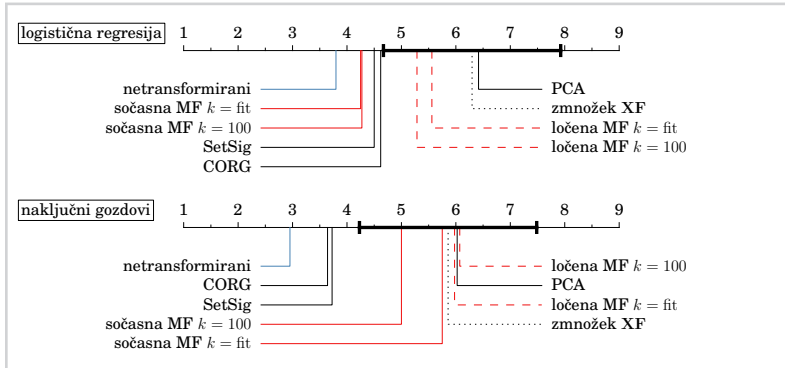 logistična regresija 1 2 3 4 5 6 7 8 9
netransformirani PCA
sočasna MF k = fit zmnožek XF
sočasna MF k = 100 ločena MF k = fit
SetSig ločena MF k = 100
CORG
naključni gozdovi 1 2 3 4 5 6 7 8 9
netransformirani ločena MF k = 100
CORG PCA
SetSig ločena MF k = fit
sočasna MF k = 100 zmnožek XF
sočasna MF k = fit